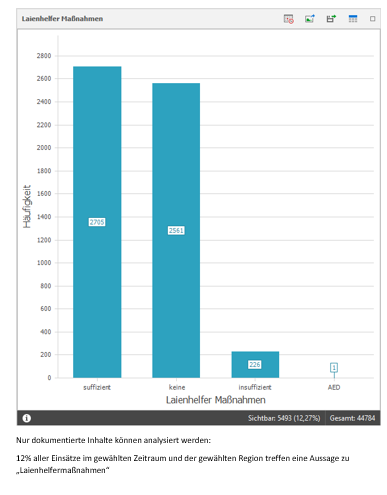 Laienhelfer Maßnahmen
2800
2600
2400
2200
2000
1800
1600
1400
1200
1000
800
600
400
200
0
Häufigkeit
2705
2561
226
1
suffizient
keine
insuffizient
AED
Laienhelfer Maßnahmen
Sichtbar: 5493 (12,27%) Gesamt: 44784
Nur dokumentierte Inhalte können analysiert werden:
12% aller Einsätze im gewählten Zeitraum und der gewählten Region treffen eine Aussage zu
„Laienhelfermaßnahmen“